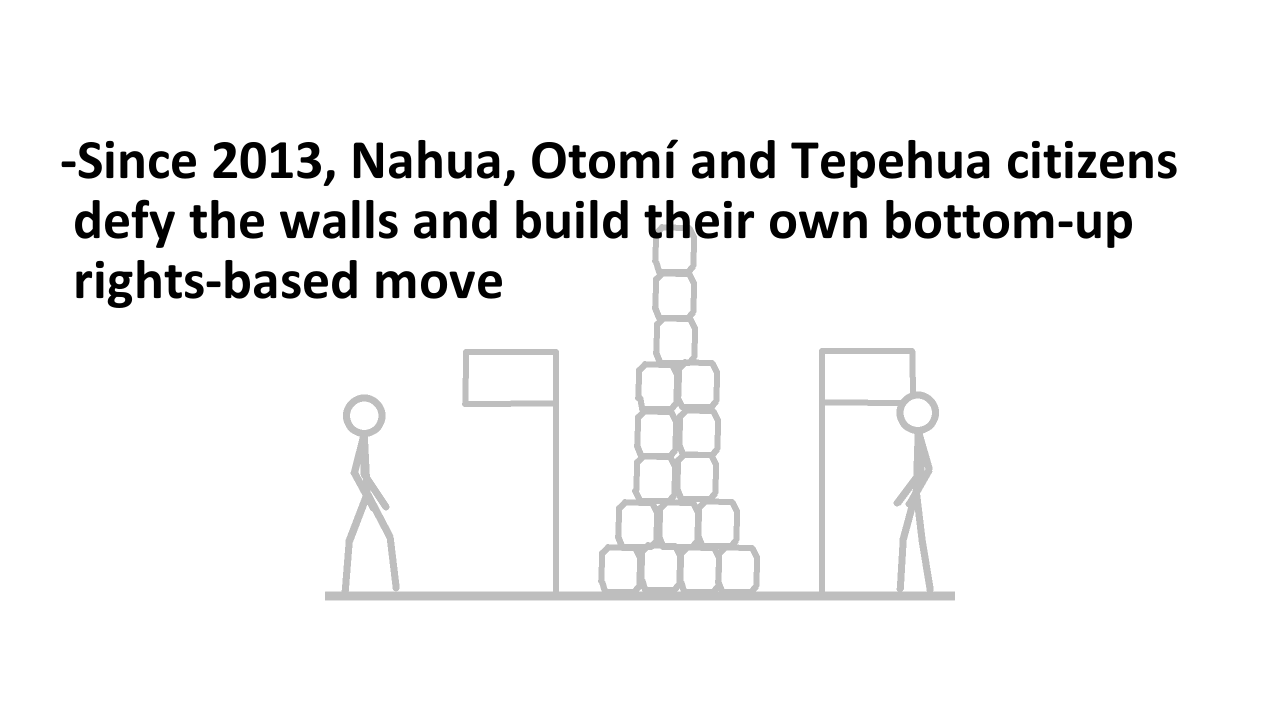 -Since 2013, Nahua, Otomí and Tepehua citizens
defy the walls and build their own bottom-up
rights-based move